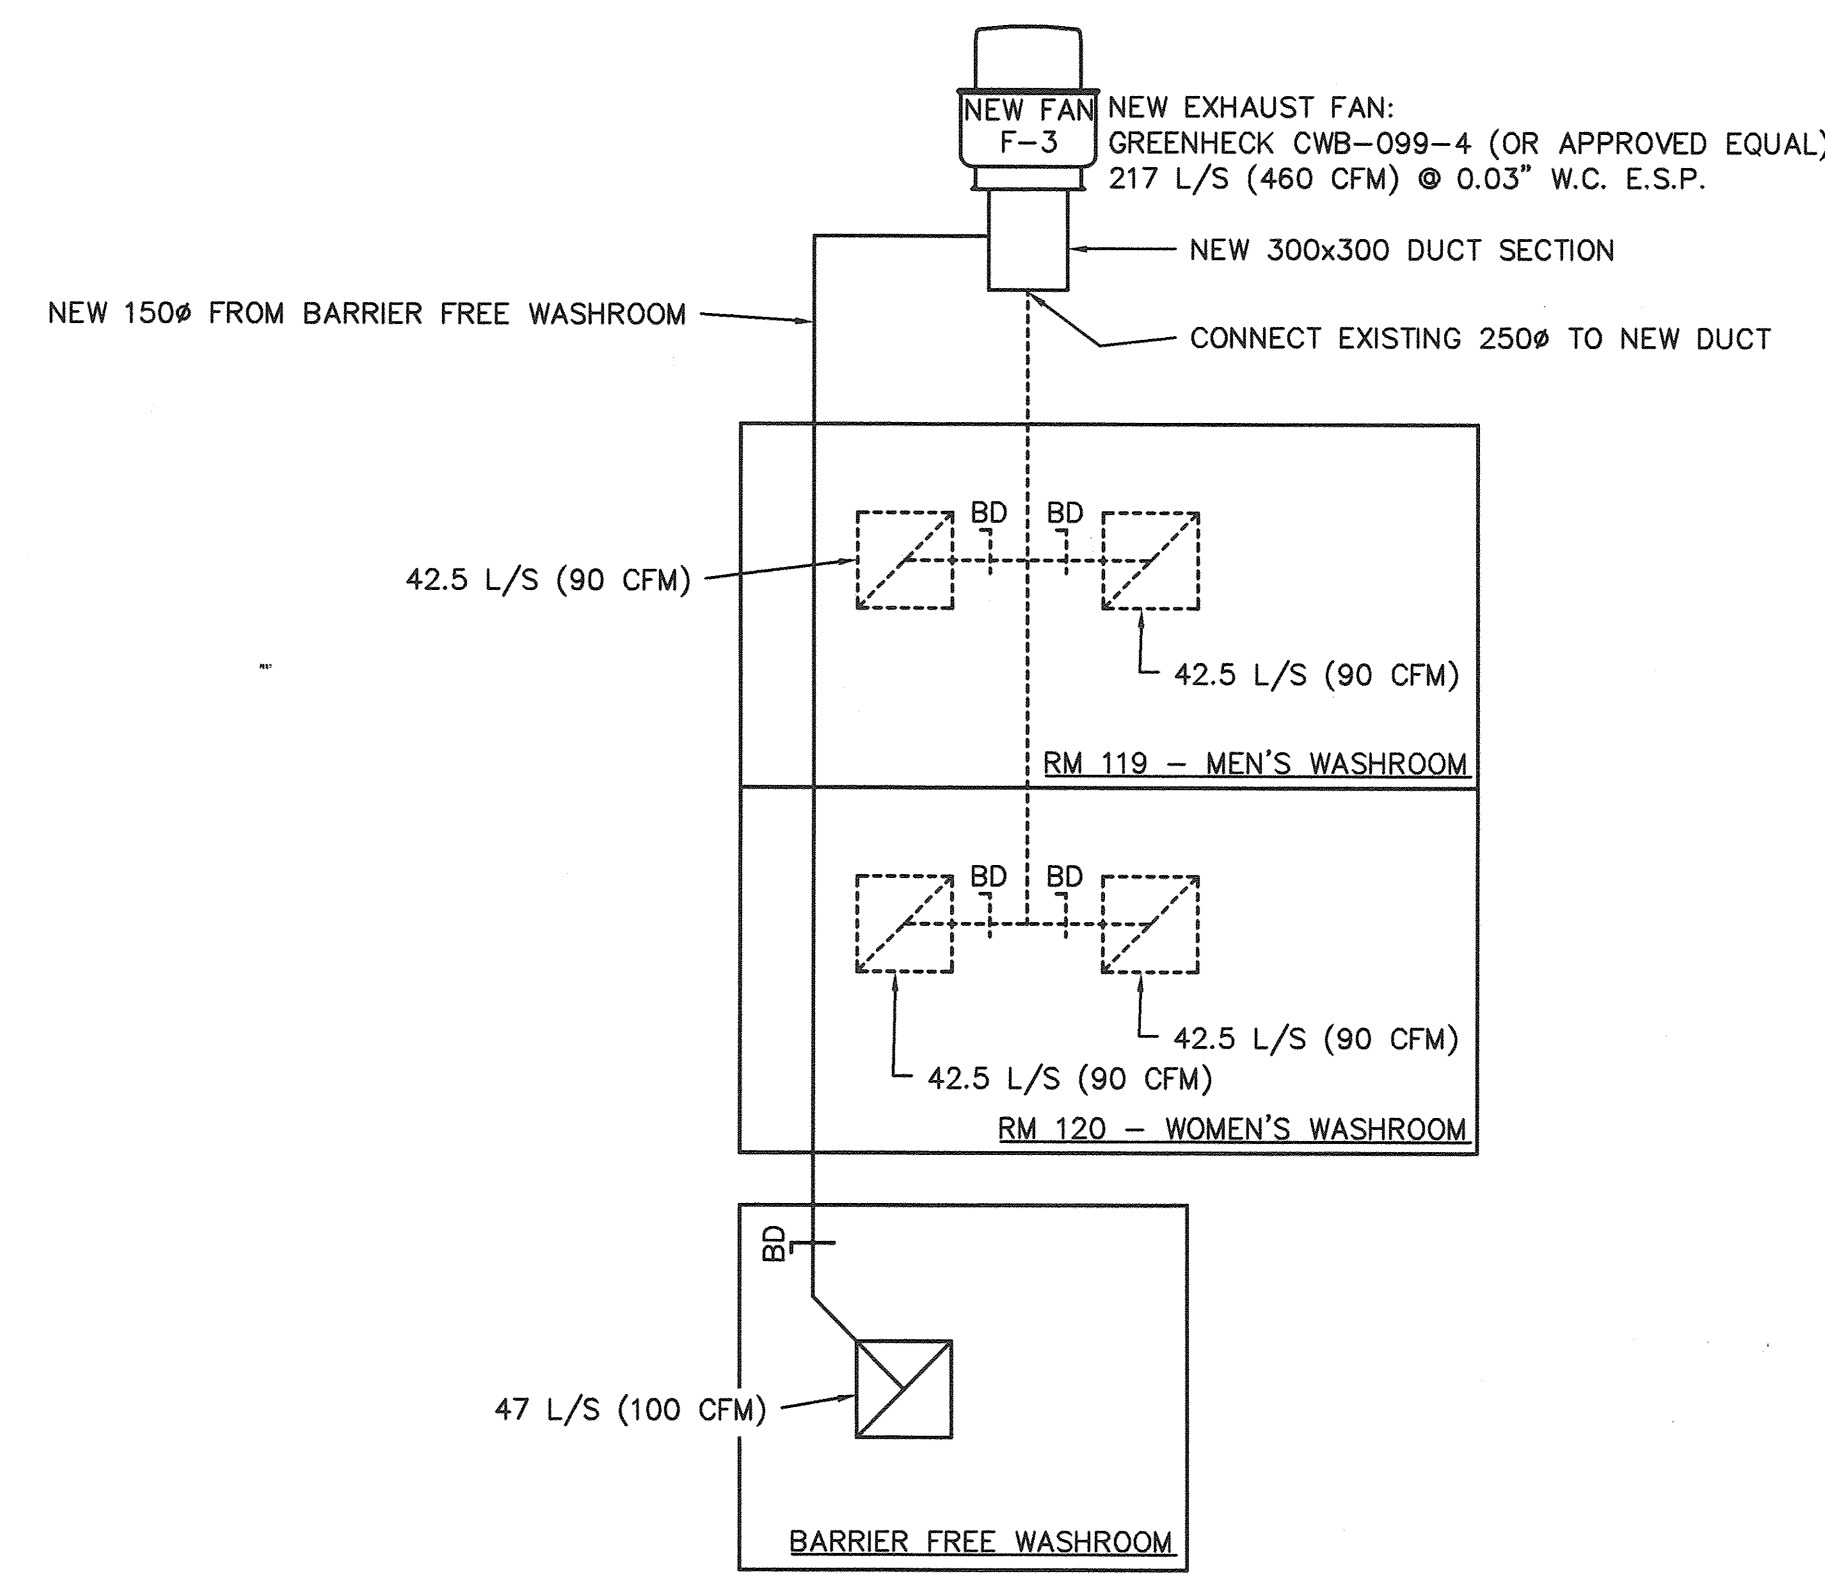 NEW FAN
F-3
NEW EXHAUST FAN:
GREENHECK CWB-099-4 (OR APPROVED EQUAL)
217 L/S (460 CFM) @ 0.03" W.C. E.S.P.
NEW 300x300 DUCT SECTION
NEW 150ø FROM BARRIER FREE WASHROOM
CONNECT EXISTING 250ø TO NEW DUCT
BD BD
42.5 L/S (90 CFM)
42.5 L/S (90 CFM)
RM 119 - MEN'S WASHROOM
BD BD
42.5 L/S (90 CFM)
42.5 L/S (90 CFM)
RM 120 - WOMEN'S WASHROOM
BD
47 L/S (100 CFM)
BARRIER FREE WASHROOM